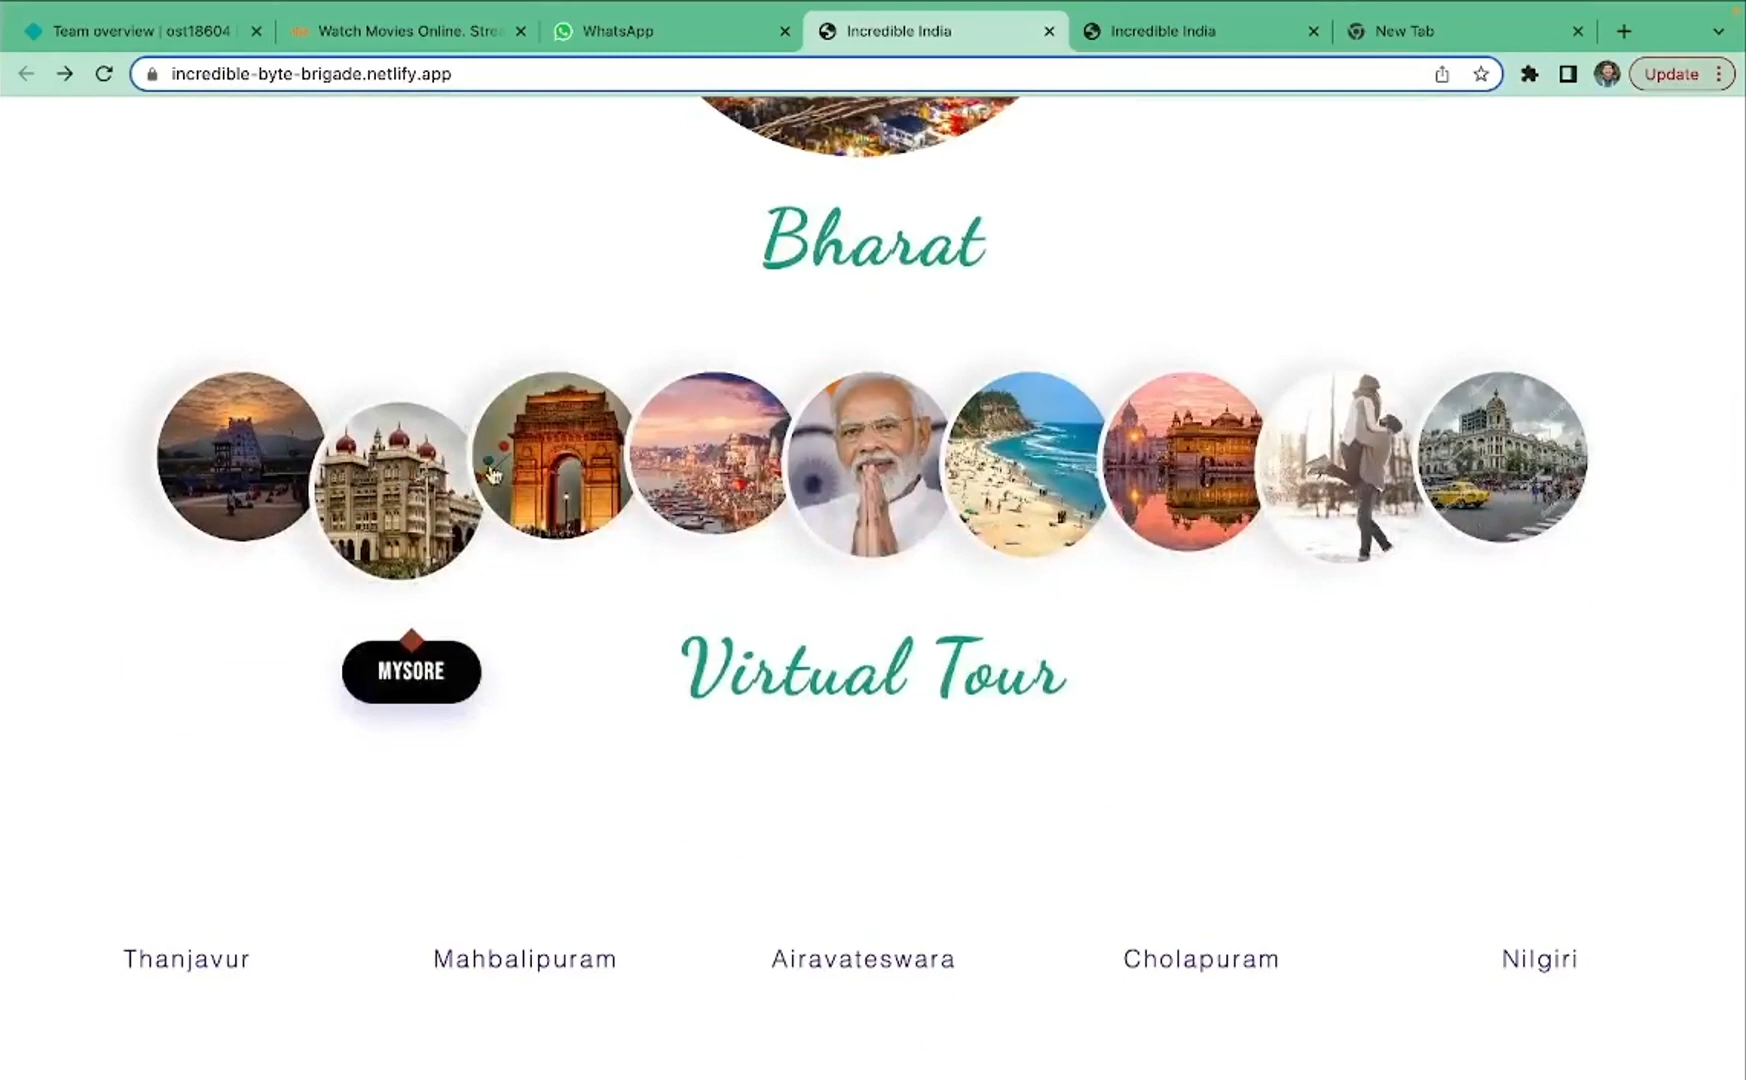 Team overview | ost18604
Watch Movies Online. Stre
WhatsApp
Incredible India
Incredible India
New Tab
incredible-byte-brigade.netlify.app
Update
Bharat
MYSORE
Virtual Tour
Thanjavur
Mahbalipuram
Airavateswara
Cholapuram
Nilgiri